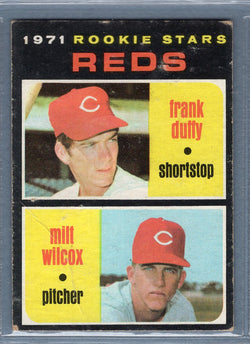 1971 ROOKIE STARS
REDS
frank
duffy
•
shortstop
C
milt
wilcox
•
pitcher
C